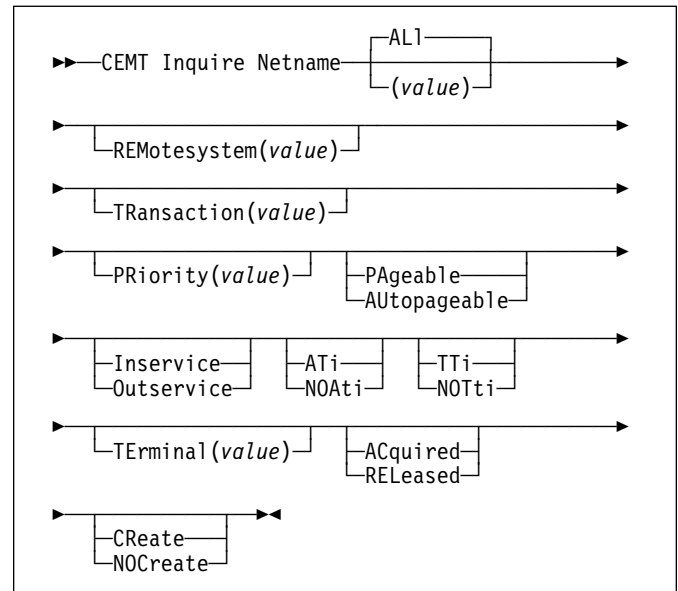 ALl
CEMT Inquire Netname
(value)
REMotesystem(value)
TRansaction(value)
PRiority(value) PAgeable
AUtopageable
Inservice ATi TTi
Outservice NOAti NOTti
TErminal(value) ACquired
RELeased
CReate
NOCreate